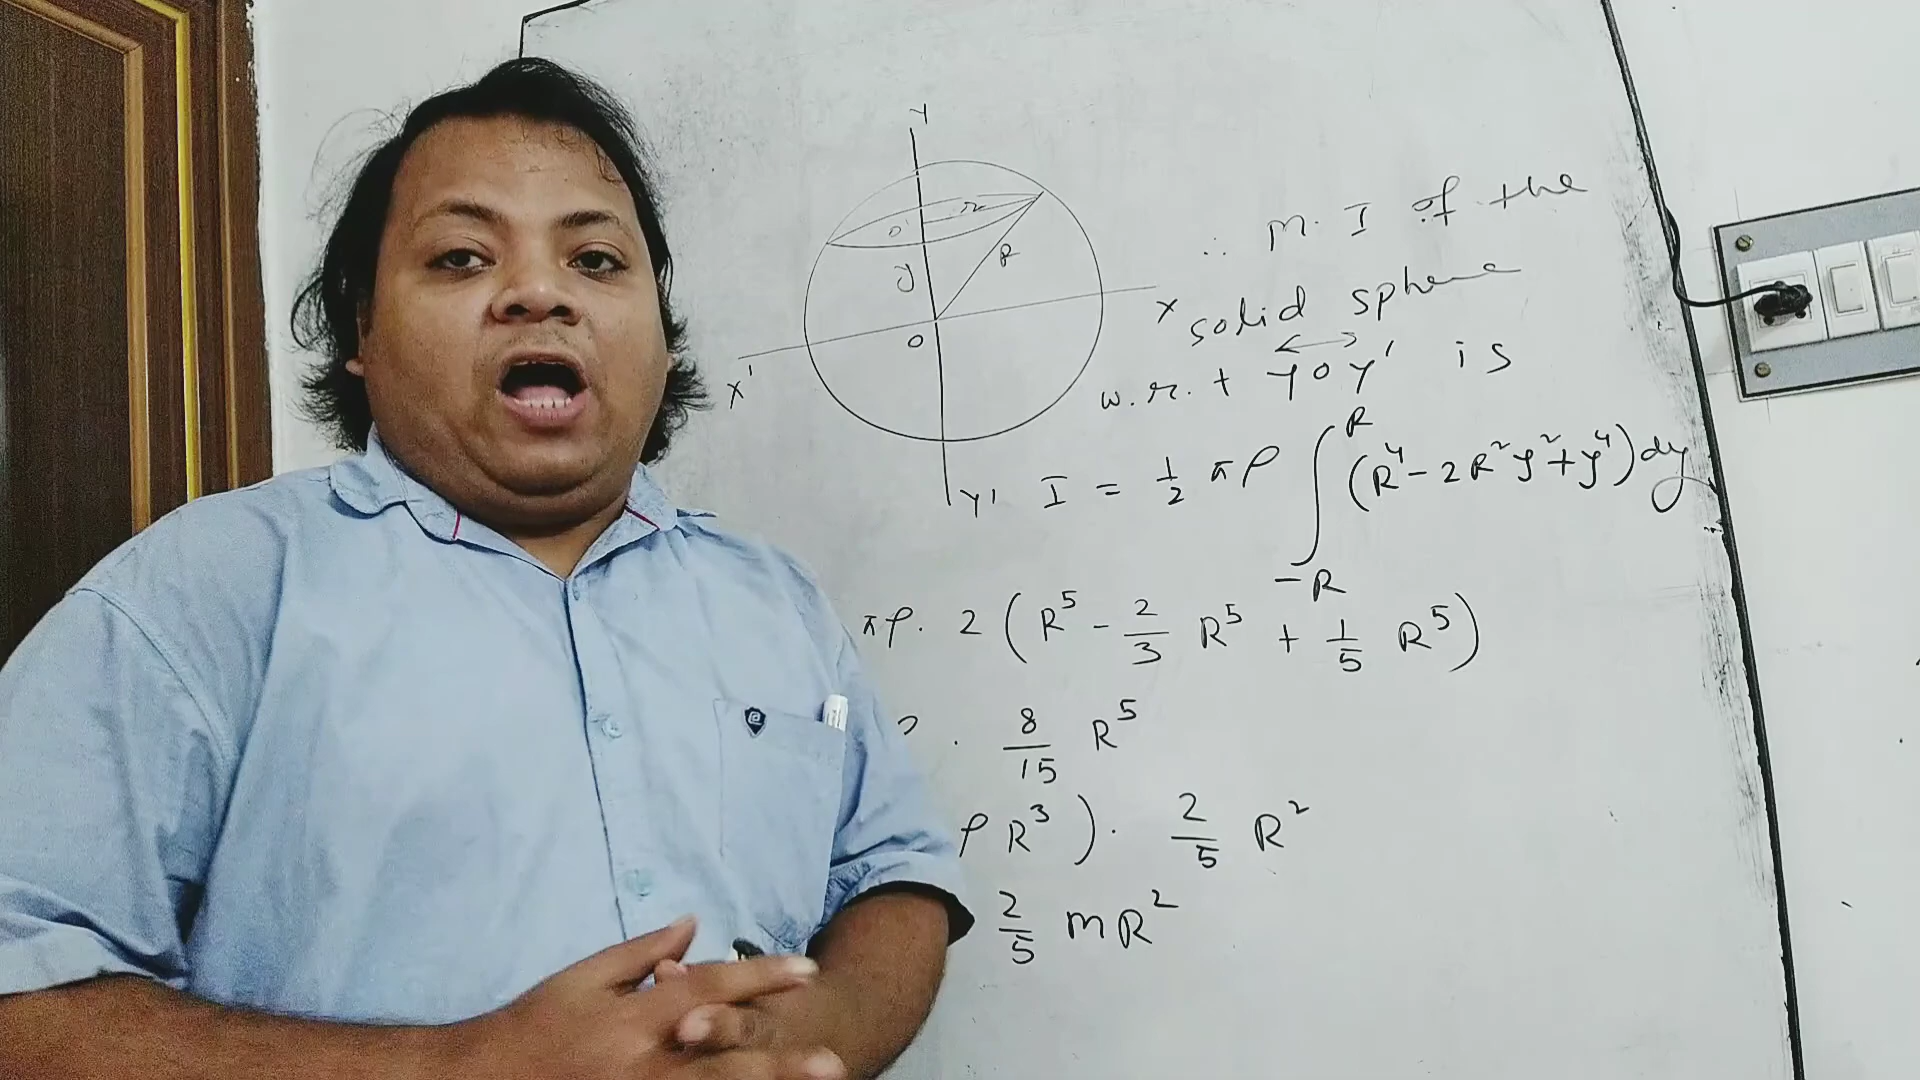 Y
r
O'
y
R
X
O
X'
Y'
∴ M. I of the
solid sphere
w.r.t YOY' is
I = 1/2 πρ ∫_{-R}^{R} (R⁴ - 2R²y² + y⁴) dy
πρ. 2 (R⁵ - 2/3 R⁵ + 1/5 R⁵)
. 8/15 R⁵
ρR³). 2/5 R²
2/5 mR²